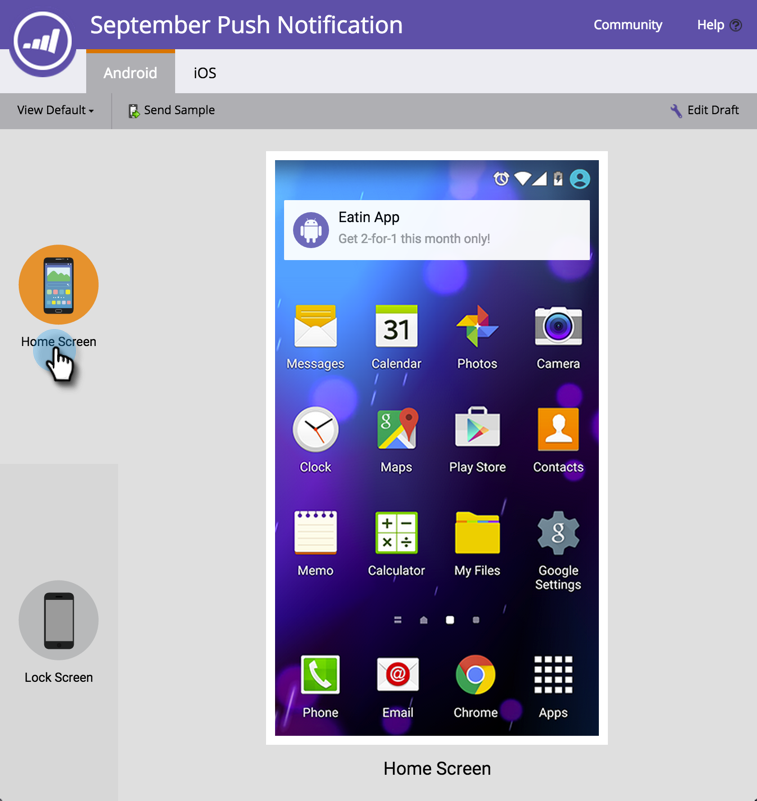 September Push Notification
Community
Help
Android
iOS
View Default
Send Sample
Edit Draft
Eatin App
Get 2-for-1 this month only!
Home Screen
31
Messages
Calendar
Photos
Camera
g
Clock
Maps
Play Store
Contacts
g
Memo
Calculator
My Files
Google
Settings
Lock Screen
@
Phone
Email
Chrome
Apps
Home Screen